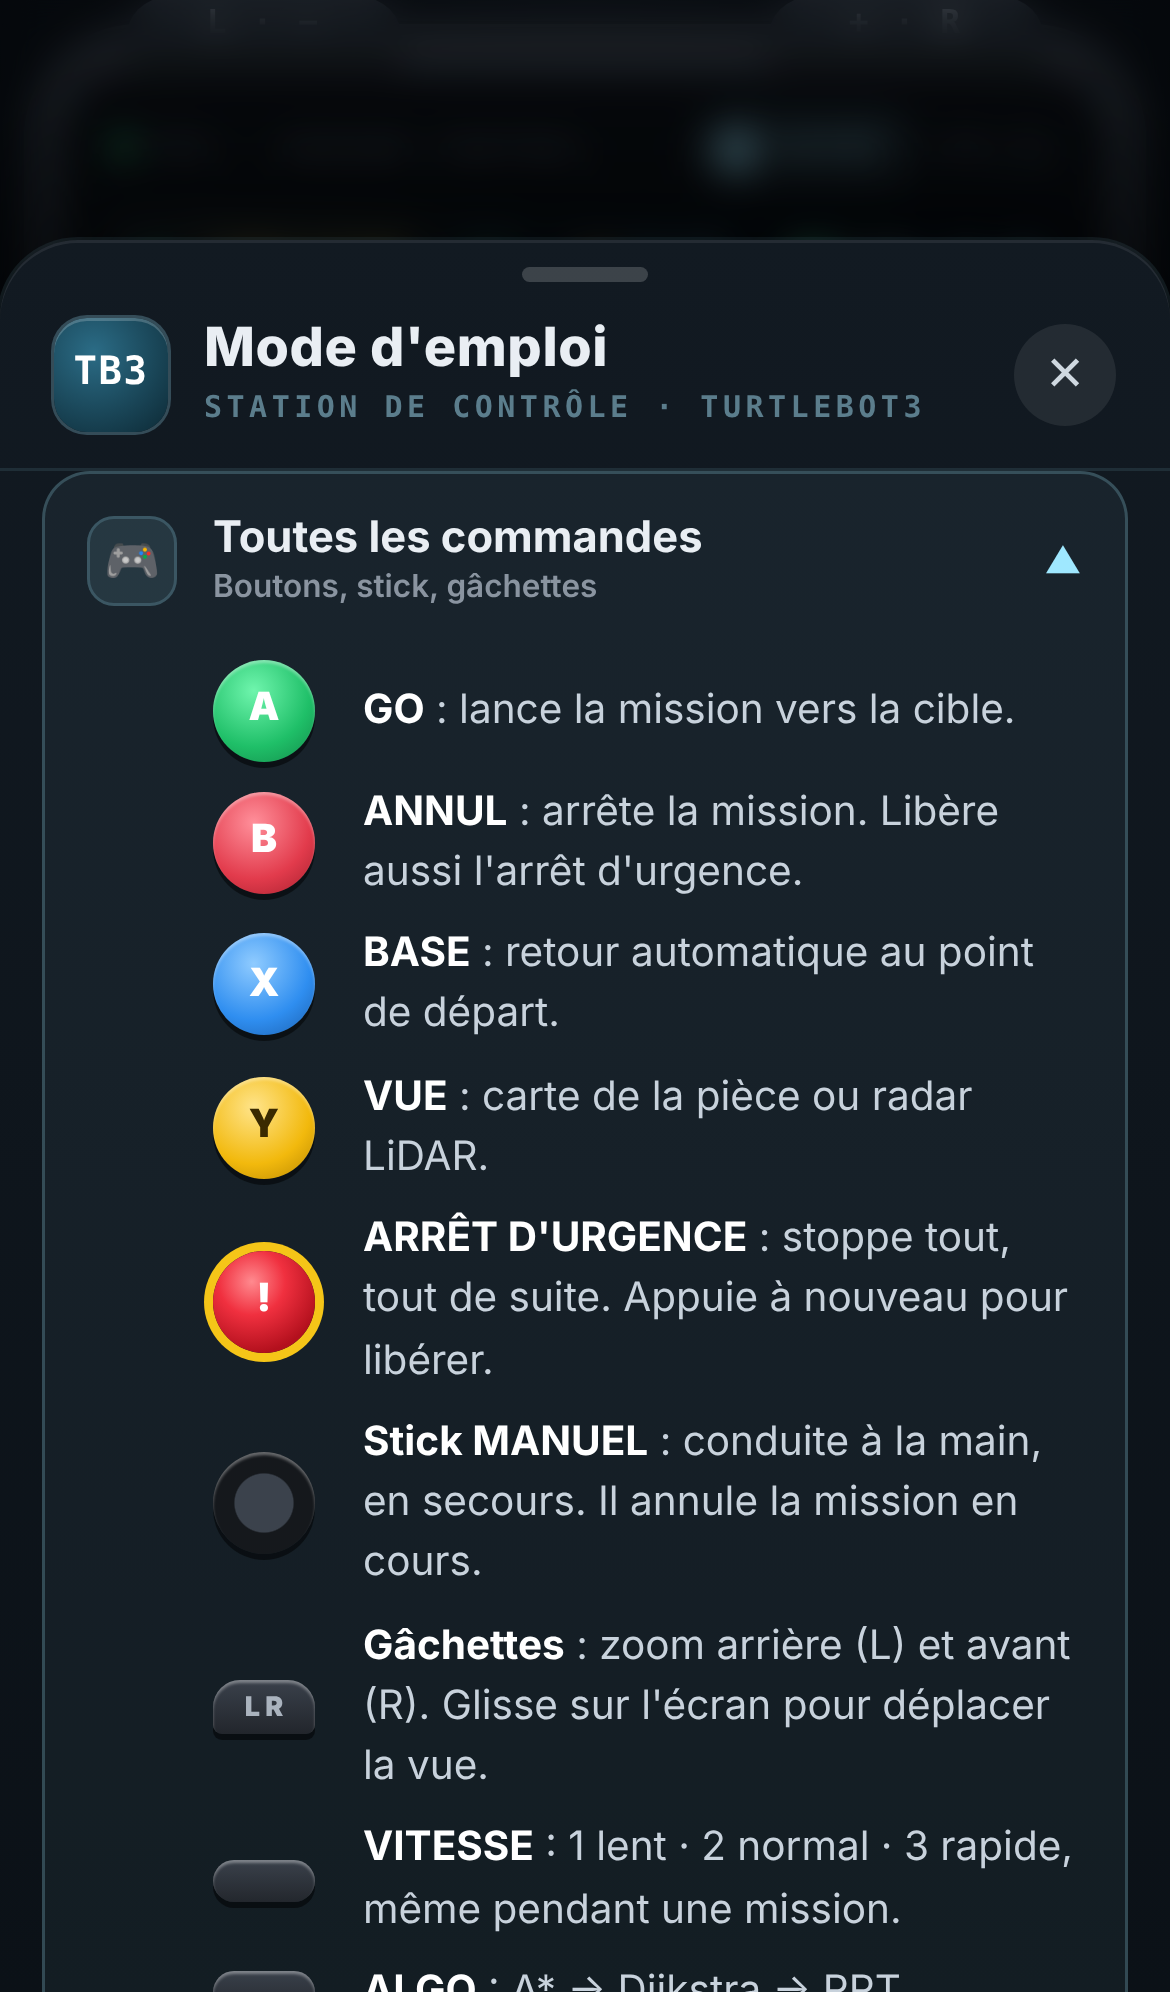 L : −
+ : R
TB3
Mode d'emploi
STATION DE CONTRÔLE · TURTLEBOT3
✕
Toutes les commandes
Boutons, stick, gâchettes
A
GO : lance la mission vers la cible.
B
ANNUL : arrête la mission. Libère
aussi l'arrêt d'urgence.
X
BASE : retour automatique au point
de départ.
Y
VUE : carte de la pièce ou radar
LiDAR.
!
ARRÊT D'URGENCE : stoppe tout,
tout de suite. Appuie à nouveau pour
libérer.
Stick MANUEL : conduite à la main,
en secours. Il annule la mission en
cours.
L R
Gâchettes : zoom arrière (L) et avant
(R). Glisse sur l'écran pour déplacer
la vue.
VITESSE : 1 lent · 2 normal · 3 rapide,
même pendant une mission.
ALGO : A* → Dijkstra → RRT